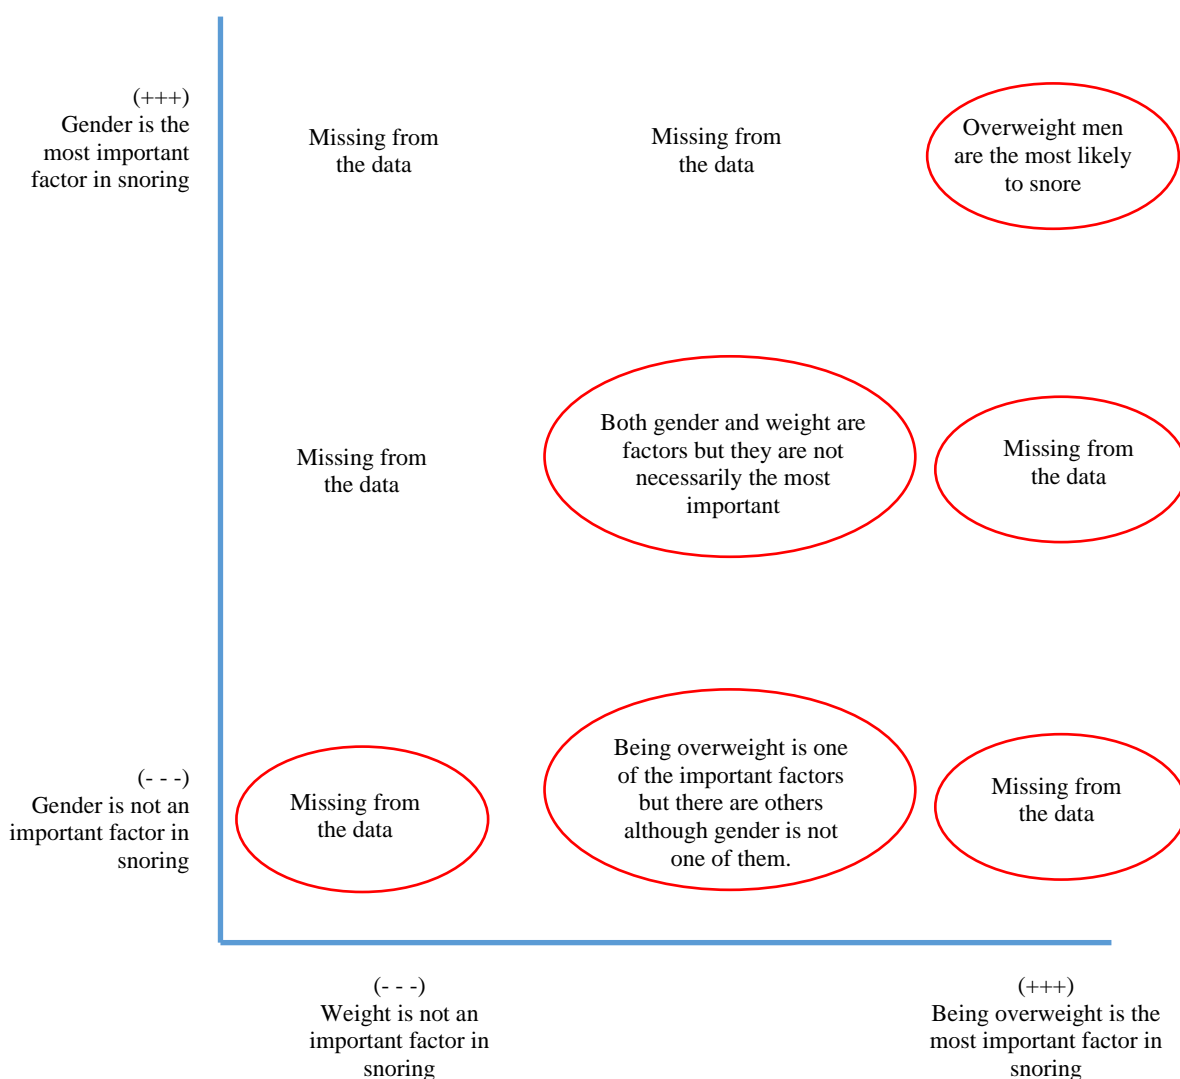 (+++)
Gender is the
most important
factor in snoring
Missing from
the data
Missing from
the data
Overweight men
are the most likely
to snore
Missing from
the data
Both gender and weight are
factors but they are not
necessarily the most
important
Missing from
the data
(- - -)
Gender is not an
important factor in
snoring
Missing from
the data
Being overweight is one
of the important factors
but there are others
although gender is not
one of them.
Missing from
the data
(- - -)
Weight is not an
important factor in
snoring
(+++)
Being overweight is the
most important factor in
snoring